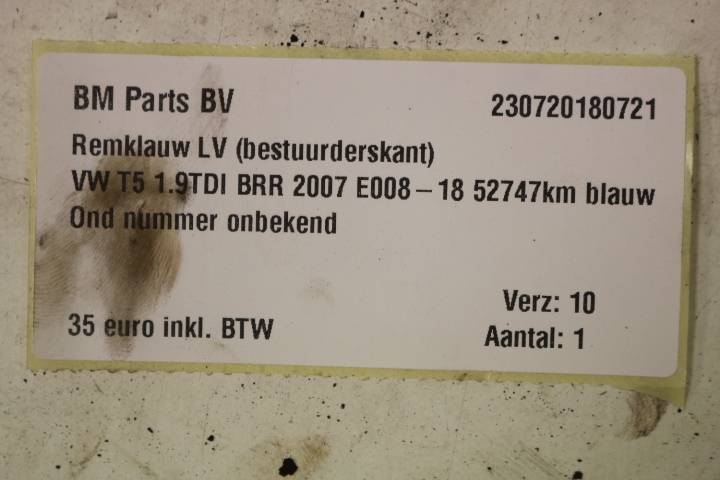 BM Parts BV 230720180721
Remklauw LV (bestuurderskant)
VW T5 1.9TDI BRR 2007 E008-18 52747km blauw
Ond nummer onbekend
Verz: 10
35 euro inkl. BTW Aantal: 1